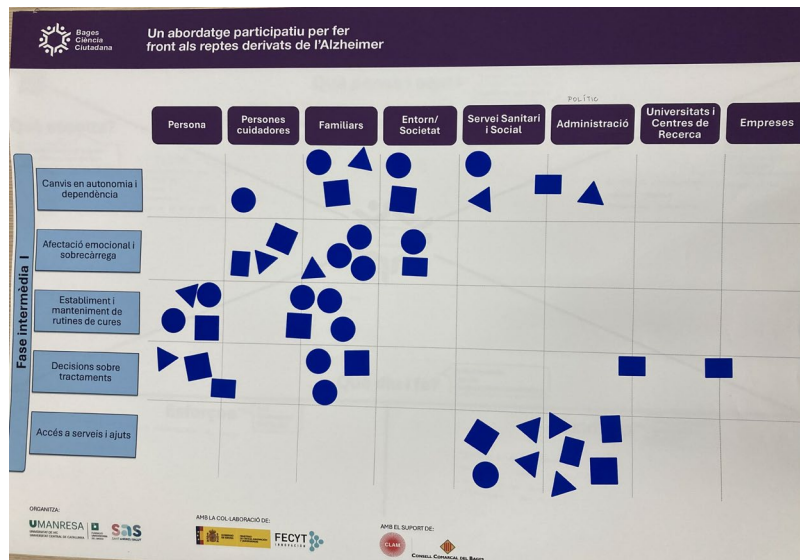 Bages
Ciència
Ciutadana
Un abordatge participatiu per fer
front als reptes derivats de l'Alzheimer
POLÍTIC
Persona
Persones
cuidadores
Familiars
Entorn/
Societat
Servei Sanitari
i Social
Administració
Universitats i
Centres de
Recerca
Empreses
Fase intermèdia I
Canvis en autonomia i
dependència
Afectació emocional i
sobrecàrrega
Establiment i
manteniment de
rutines de cures
Decisions sobre
tractaments
Accés a serveis i ajuts
ORGANITZA:
UMANRESA
sas
AMB LA COL·LABORACIÓ DE:
FECYT
INNOVACIÓN
AMB EL SUPORT DE:
CLAM
CONSELL COMARCAL DEL BAGES